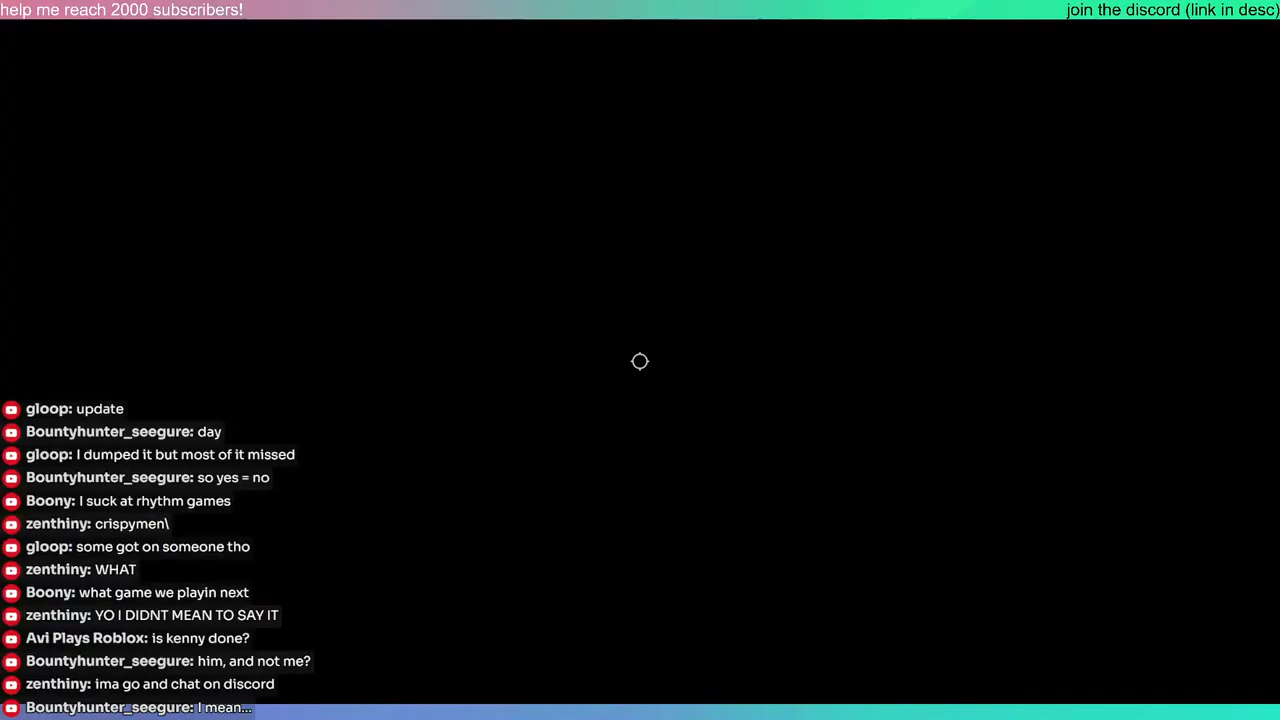 help me reach 2000 subscribers!
join the discord (link in desc)
gloop: update
Bountyhunter_seegure: day
gloop: I dumped it but most of it missed
Bountyhunter_seegure: so yes = no
Boony: I suck at rhythm games
zenthiny: crispymen\
gloop: some got on someone tho
zenthiny: WHAT
Boony: what game we playin next
zenthiny: YO I DIDNT MEAN TO SAY IT
Avi Plays Roblox: is kenny done?
Bountyhunter_seegure: him, and not me?
zenthiny: ima go and chat on discord
Bountyhunter_seegure: I mean...